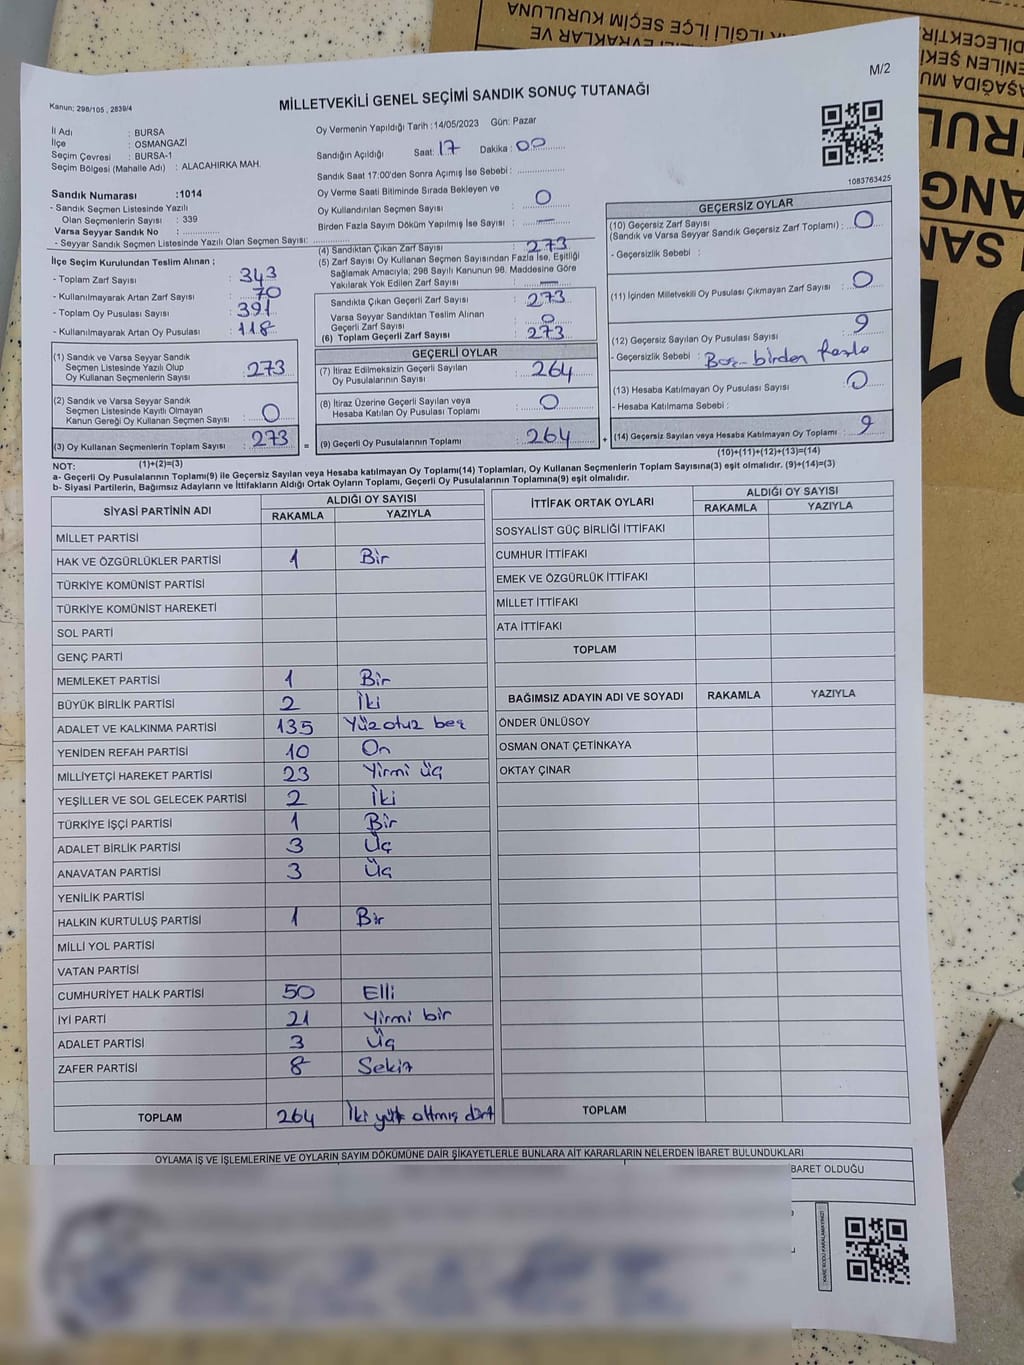 M/2
Kanun: 298/105 , 2839/4
MİLLETVEKİLİ GENEL SEÇİMİ SANDIK SONUÇ TUTANAĞI
İl Adı : BURSA
İlçe : OSMANGAZİ
Seçim Çevresi : BURSA-1
Seçim Bölgesi (Mahalle Adı) : ALACAHIRKA MAH.
Sandık Numarası :1014
- Sandık Seçmen Listesinde Yazılı
Olan Seçmenlerin Sayısı : 339
Varsa Seyyar Sandık No :
- Seyyar Seçmen Listesinde Yazılı Olan Seçmen Sayısı:
Oy Vermenin Yapıldığı Tarih :14/05/2023 Gün: Pazar
Sandığın Açıldığı Saat: 17 Dakika : 00
Sandık Saat 17:00'den Sonra Açımış İse Sebebi :
Oy Verme Saati Bitiminde Sırada Bekleyen ve
Oy Kullandırılan Seçmen Sayısı : 0
Birden Fazla Sayım Döküm Yapılmış İse Sayısı : —
1083763425
İlçe Seçim Kurulundan Teslim Alınan ;
- Toplam Zarf Sayısı : 343
- Kullanılmayarak Artan Zarf Sayısı : 70
- Toplam Oy Pusulası Sayısı : 391
- Kullanılmayarak Artan Oy Pusulası : 118
(1) Sandık ve Varsa Seyyar Sandık
Seçmen Listesinde Yazılı Olup
Oy Kullanan Seçmenlerin Sayısı : 273
(2) Sandık ve Varsa Seyyar Sandık
Seçmen Listesinde Kayıtlı Olmayan
Kanun Gereği Oy Kullanan Seçmen Sayısı : 0
(3) Oy Kullanan Seçmenlerin Toplam Sayısı : 273
(1)+(2)=(3)
(4) Sandıktan Çıkan Zarf Sayısı : 273
(5) Zarf Sayısı Oy Kullanan Seçmen Sayısından Fazla İse, Eşitliği
Sağlamak Amacıyla, 298 Sayılı Kanunun 98. Maddesine Göre
Yakılarak Yok Edilen Zarf Sayısı : —
Sandıkta Çıkan Geçerli Zarf Sayısı : 273
Varsa Seyyar Sandıktan Teslim Alınan
Geçerli Zarf Sayısı : 0
(6) Toplam Geçerli Zarf Sayısı : 273
GEÇERLİ OYLAR
(7) İtiraz Edilmeksizin Geçerli Sayılan
Oy Pusulalarının Sayısı : 264
(8) İtiraz Üzerine Geçerli Sayılan veya
Hesaba Katılan Oy Pusulası Toplamı : 0
= (9) Geçerli Oy Pusulalarının Toplamı : 264 +
GEÇERSİZ OYLAR
(10) Geçersiz Zarf Sayısı
(Sandık ve Varsa Seyyar Sandık Geçersiz Zarf Toplamı) : 0
- Geçersizlik Sebebi :
(11) İçinden Milletvekili Oy Pusulası Çıkmayan Zarf Sayısı : 0
(12) Geçersiz Sayılan Oy Pusulası Sayısı : 9
- Geçersizlik Sebebi : Boş-birden fazla
(13) Hesaba Katılmayan Oy Pusulası Sayısı : 0
- Hesaba Katılmama Sebebi :
(14) Geçersiz Sayılan veya Hesaba Katılmayan Oy Toplamı : 9
(10)+(11)+(12)+(13)=(14)
NOT:
a- Geçerli Oy Pusulalarının Toplamı(9) ile Geçersiz Sayılan veya Hesaba katılmayan Oy Toplamı(14) Toplamları, Oy Kullanan Seçmenlerin Toplam Sayısına(3) eşit olmalıdır. (9)+(14)=(3)
b- Siyasi Partilerin, Bağımsız Adayların ve İttifakların Aldığı Ortak Oyların Toplamı, Geçerli Oy Pusulalarının Toplamına(9) eşit olmalıdır.
SİYASİ PARTİNİN ADI ALDIĞI OY SAYISI
RAKAMLA YAZIYLA
MİLLET PARTİSİ
HAK VE ÖZGÜRLÜKLER PARTİSİ 1 Bir
TÜRKİYE KOMÜNİST PARTİSİ
TÜRKİYE KOMÜNİST HAREKETİ
SOL PARTİ
GENÇ PARTİ
MEMLEKET PARTİSİ 1 Bir
BÜYÜK BİRLİK PARTİSİ 2 İki
ADALET VE KALKINMA PARTİSİ 135 Yüzotuz beş
YENİDEN REFAH PARTİSİ 10 On
MİLLİYETÇİ HAREKET PARTİSİ 23 Yirmi üç
YEŞİLLER VE SOL GELECEK PARTİSİ 2 İki
TÜRKİYE İŞÇİ PARTİSİ 1 Bir
ADALET BİRLİK PARTİSİ 3 Üç
ANAVATAN PARTİSİ 3 Üç
YENİLİK PARTİSİ
HALKIN KURTULUŞ PARTİSİ 1 Bir
MİLLİ YOL PARTİSİ
VATAN PARTİSİ
CUMHURİYET HALK PARTİSİ 50 Elli
İYİ PARTİ 21 Yirmi bir
ADALET PARTİSİ 3 Üç
ZAFER PARTİSİ 8 Sekiz
TOPLAM 264 İki yüz altmış dört
İTTİFAK ORTAK OYLARI ALDIĞI OY SAYISI
RAKAMLA YAZIYLA
SOSYALİST GÜÇ BİRLİĞİ İTTİFAKI
CUMHUR İTTİFAKI
EMEK VE ÖZGÜRLÜK İTTİFAKI
MİLLET İTTİFAKI
ATA İTTİFAKI
TOPLAM
BAĞIMSIZ ADAYIN ADI VE SOYADI RAKAMLA YAZIYLA
ÖNDER ÜNLÜSOY
OSMAN ONAT ÇETİNKAYA
OKTAY ÇINAR
TOPLAM
OYLAMA İŞ VE İŞLEMLERİNE VE OYLARIN SAYIM DÖKÜMÜNE DAİR ŞİKAYETLERLE BUNLARA AİT KARARLARIN NELERDEN İBARET BULUNDUKLARI
BARET OLDUĞU
KARE KODU KARALAMAYINIZ!